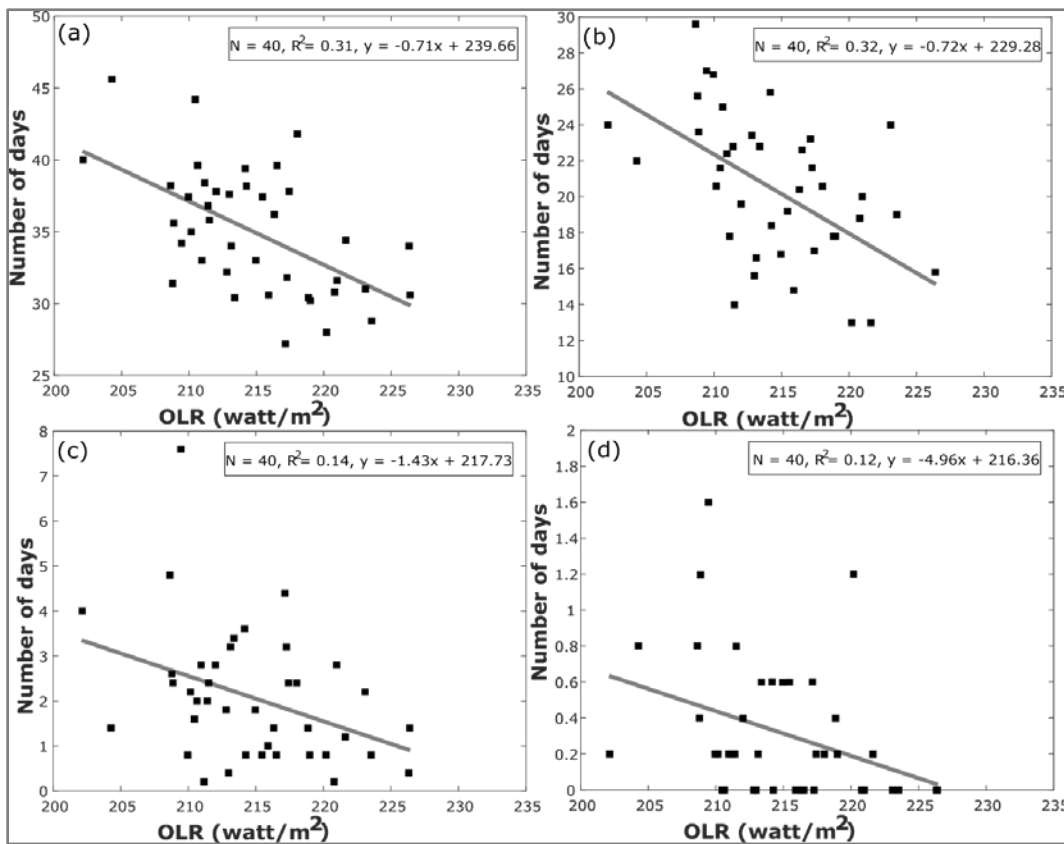 (a)
N = 40, R²= 0.31, y = -0.71x + 239.66
Number of days
50
45
40
35
30
25
200 205 210 215 220 225 230 235
OLR (watt/m²)
(b)
N = 40, R²= 0.32, y = -0.72x + 229.28
Number of days
30
28
26
24
22
20
18
16
14
12
10
200 205 210 215 220 225 230 235
OLR (watt/m²)
(c)
N = 40, R²= 0.14, y = -1.43x + 217.73
Number of days
8
7
6
5
4
3
2
1
0
200 205 210 215 220 225 230 235
OLR (watt/m²)
(d)
N = 40, R²= 0.12, y = -4.96x + 216.36
Number of days
2
1.8
1.6
1.4
1.2
1
0.8
0.6
0.4
0.2
0
200 205 210 215 220 225 230 235
OLR (watt/m²)